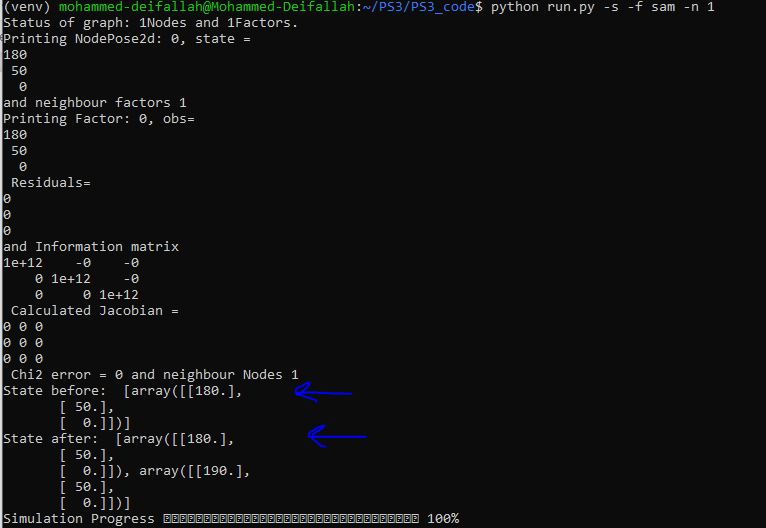 (venv) mohammed-deifallah@Mohammed-Deifallah:~/PS3/PS3_code$ python run.py -s -f sam -n 1
Status of graph: 1Nodes and 1Factors.
Printing NodePose2d: 0, state =
180
 50
  0
and neighbour factors 1
Printing Factor: 0, obs=
180
 50
  0
 Residuals=
0
0
0
and Information matrix
1e+12    -0    -0
    0 1e+12    -0
    0     0 1e+12
 Calculated Jacobian =
0 0 0
0 0 0
0 0 0
 Chi2 error = 0 and neighbour Nodes 1
State before:  [array([[180.],
       [ 50.],
       [  0.]])]
State after:  [array([[180.],
       [ 50.],
       [  0.]]), array([[190.],
       [ 50.],
       [  0.]])]
Simulation Progress 100%